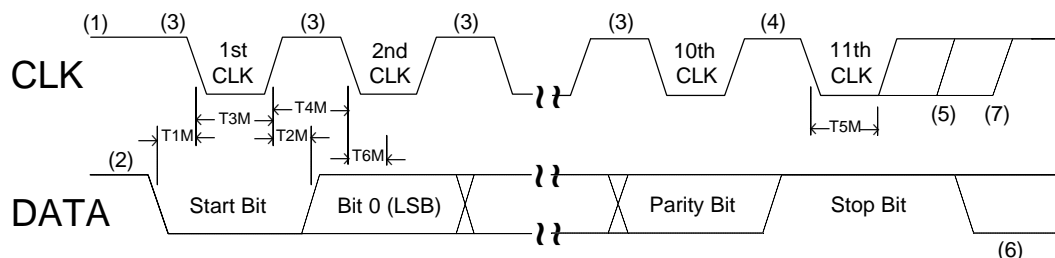 (1) (3) (3) (3) (3) (4)
1st CLK
2nd CLK
10th CLK
11th CLK
CLK
(5) (7)
T4M
T3M
T1M T2M
T6M
T5M
(2)
DATA
Start Bit Bit 0 (LSB) Parity Bit Stop Bit
(6)